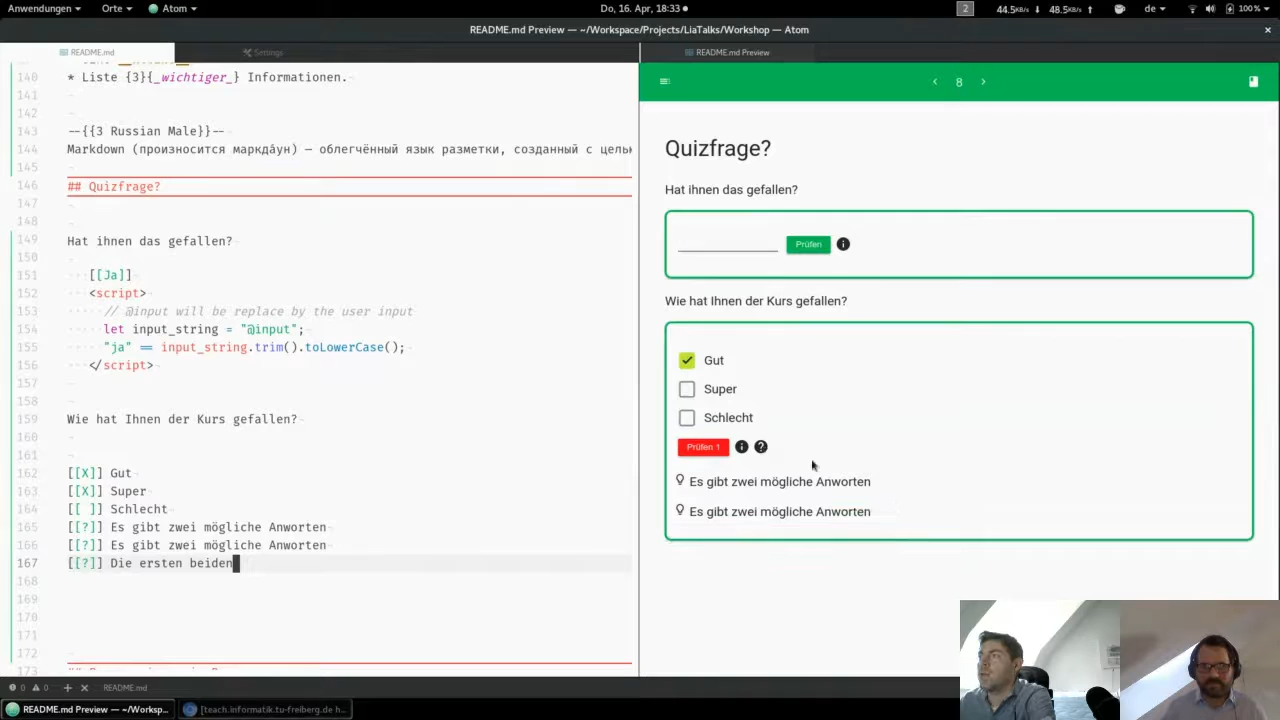 Anwendungen Orte Atom Do, 16. Apr, 18:33 2 44.5KB/s 48.5KB/s de 100 %
README.md Preview — ~/Workspace/Projects/LiaTalks/Workshop — Atom
README.md Settings README.md Preview
140 * Liste {3}{_wichtiger_} Informationen.
141
142
143 --{{3 Russian Male}}--
144 Markdown (произносится маркда́ун) — облегчённый язык разметки, созданный с цель
145
146 ## Quizfrage?
147
148
149 Hat ihnen das gefallen?
150
151 [[Ja]]
152 <script>
153 // @input will be replace by the user input
154 let input_string = "@input";
155 "ja" == input_string.trim().toLowerCase();
156 </script>
157
158
159 Wie hat Ihnen der Kurs gefallen?
160
161
162 [[X]] Gut
163 [[X]] Super
164 [[ ]] Schlecht
165 [[?]] Es gibt zwei mögliche Anworten
166 [[?]] Es gibt zwei mögliche Anworten
167 [[?]] Die ersten beiden
168
169
170
171
172
173
8
Quizfrage?
Hat ihnen das gefallen?
Prüfen
Wie hat Ihnen der Kurs gefallen?
Gut
Super
Schlecht
Prüfen 1
Es gibt zwei mögliche Anworten
Es gibt zwei mögliche Anworten
0 0 README.md
README.md Preview — ~/Worksp... [teach.informatik.tu-freiberg.de h...